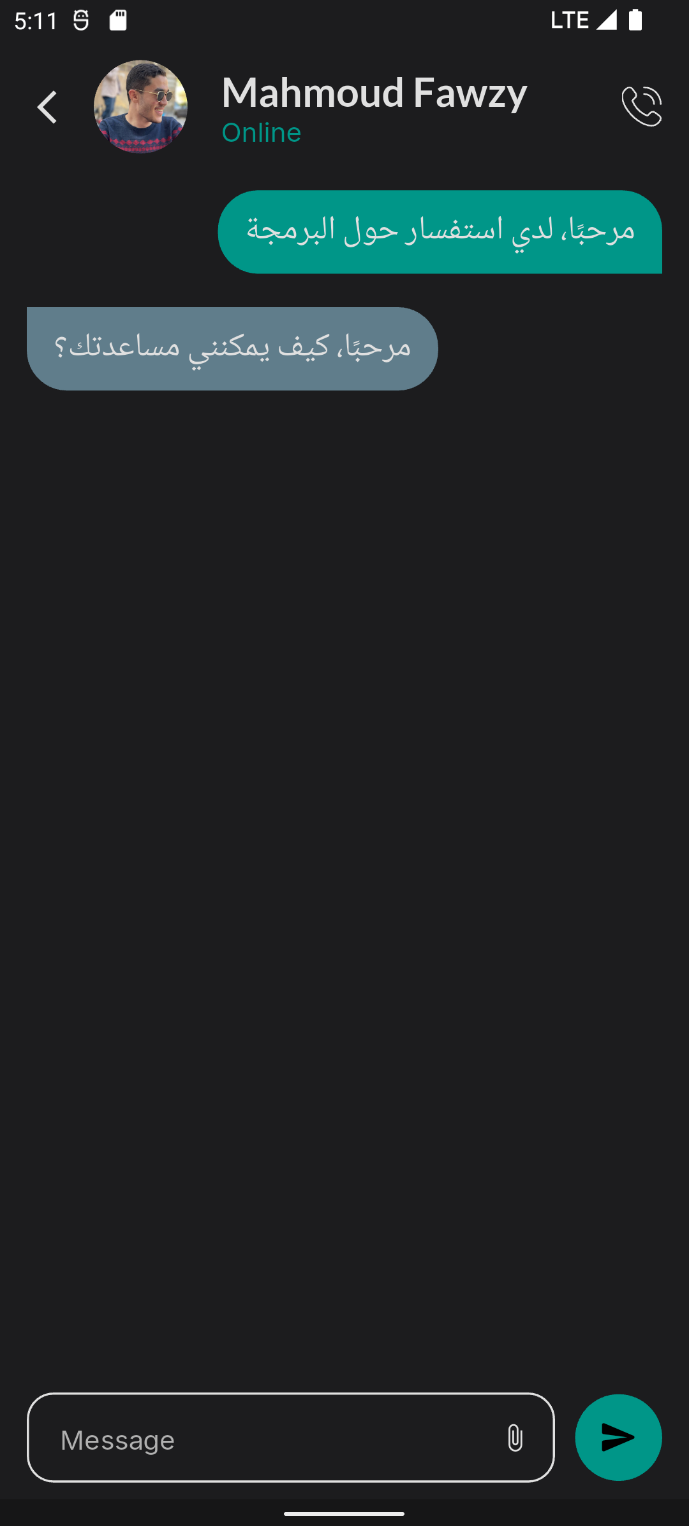 5:11 LTE
Mahmoud Fawzy
Online
مرحبًا، لدي استفسار حول البرمجة
مرحبًا، كيف يمكنني مساعدتك؟
Message